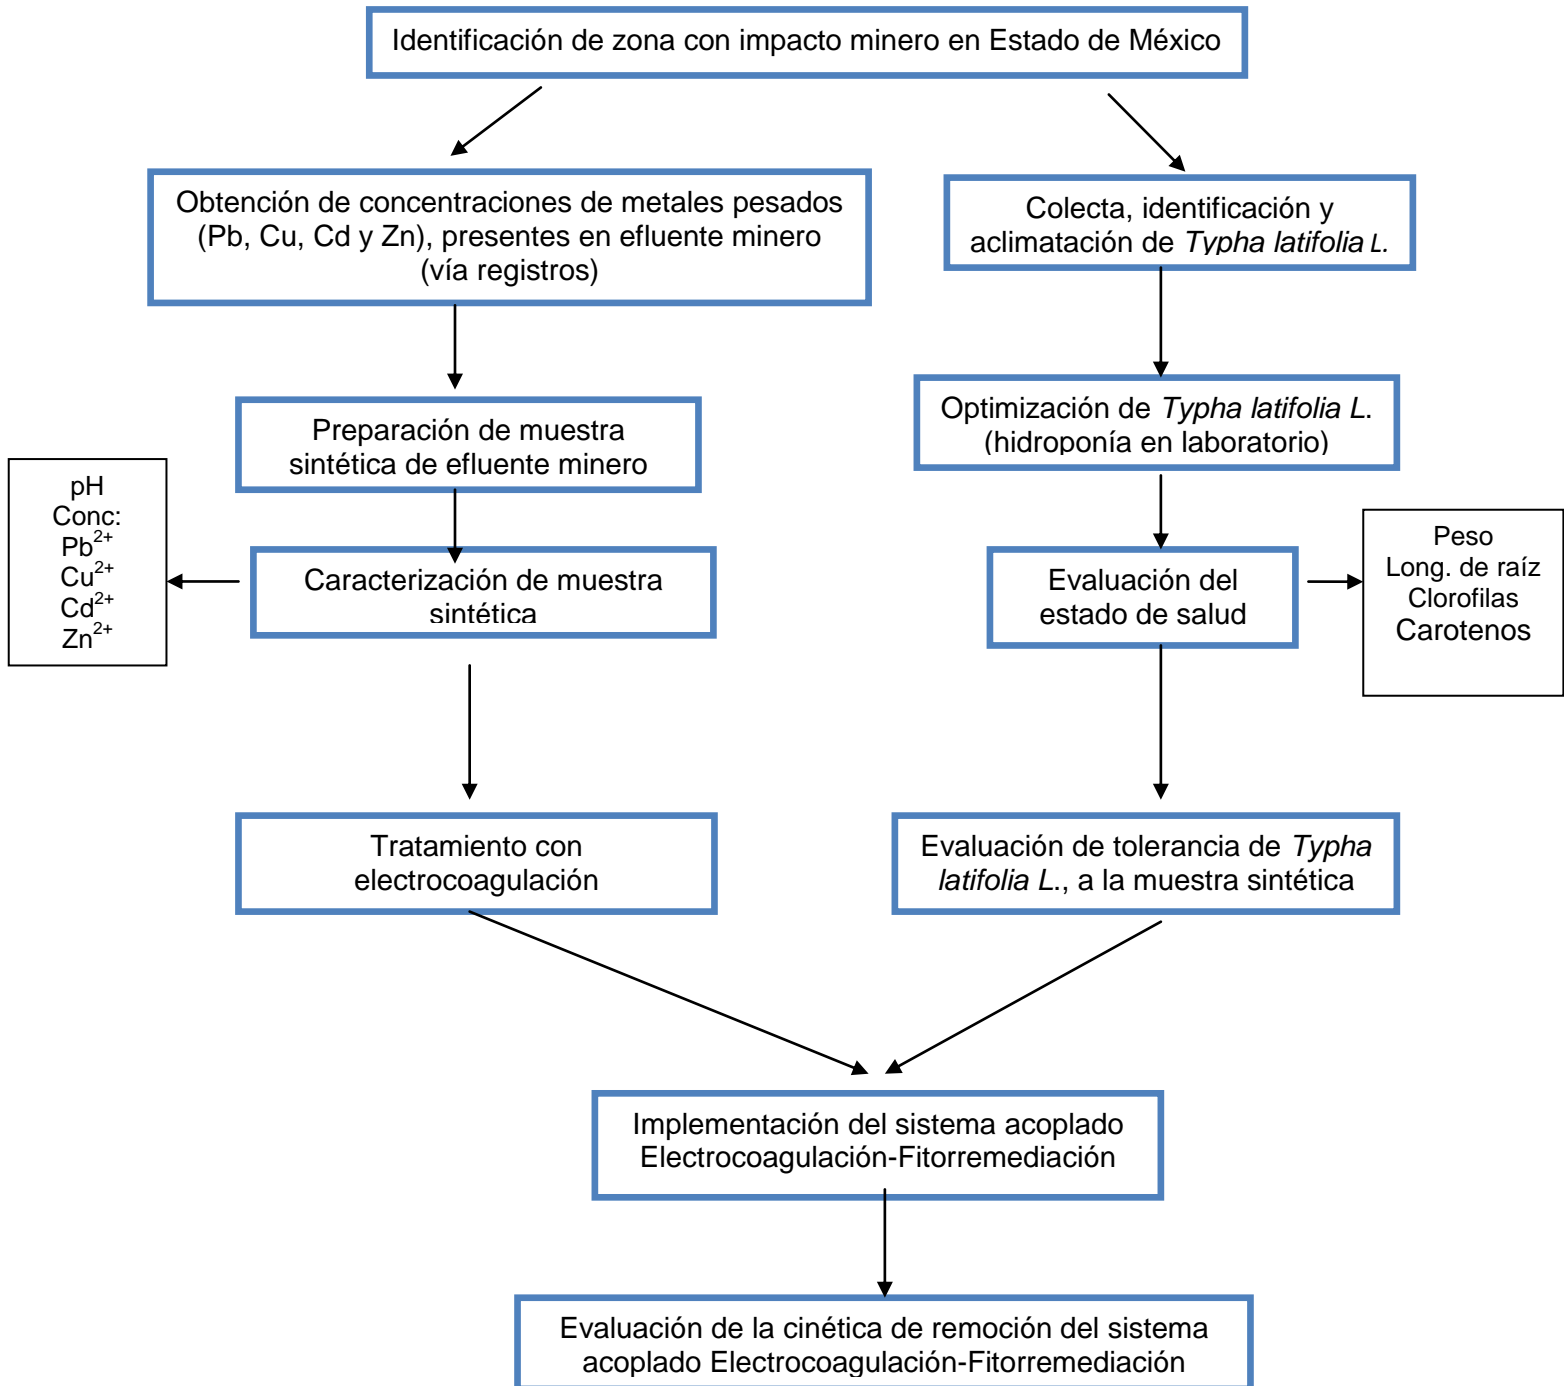 Identificación de zona con impacto minero en Estado de México
Obtención de concentraciones de metales pesados
(Pb, Cu, Cd y Zn), presentes en efluente minero
(vía registros)
Colecta, identificación y
aclimatación de Typha latifolia L.
Preparación de muestra
sintética de efluente minero
Optimización de Typha latifolia L.
(hidroponía en laboratorio)
pH
Conc:
Pb²⁺
Cu²⁺
Cd²⁺
Zn²⁺
Caracterización de muestra
sintética
Evaluación del
estado de salud
Peso
Long. de raíz
Clorofilas
Carotenos
Tratamiento con
electrocoagulación
Evaluación de tolerancia de Typha
latifolia L., a la muestra sintética
Implementación del sistema acoplado
Electrocoagulación-Fitorremediación
Evaluación de la cinética de remoción del sistema
acoplado Electrocoagulación-Fitorremediación